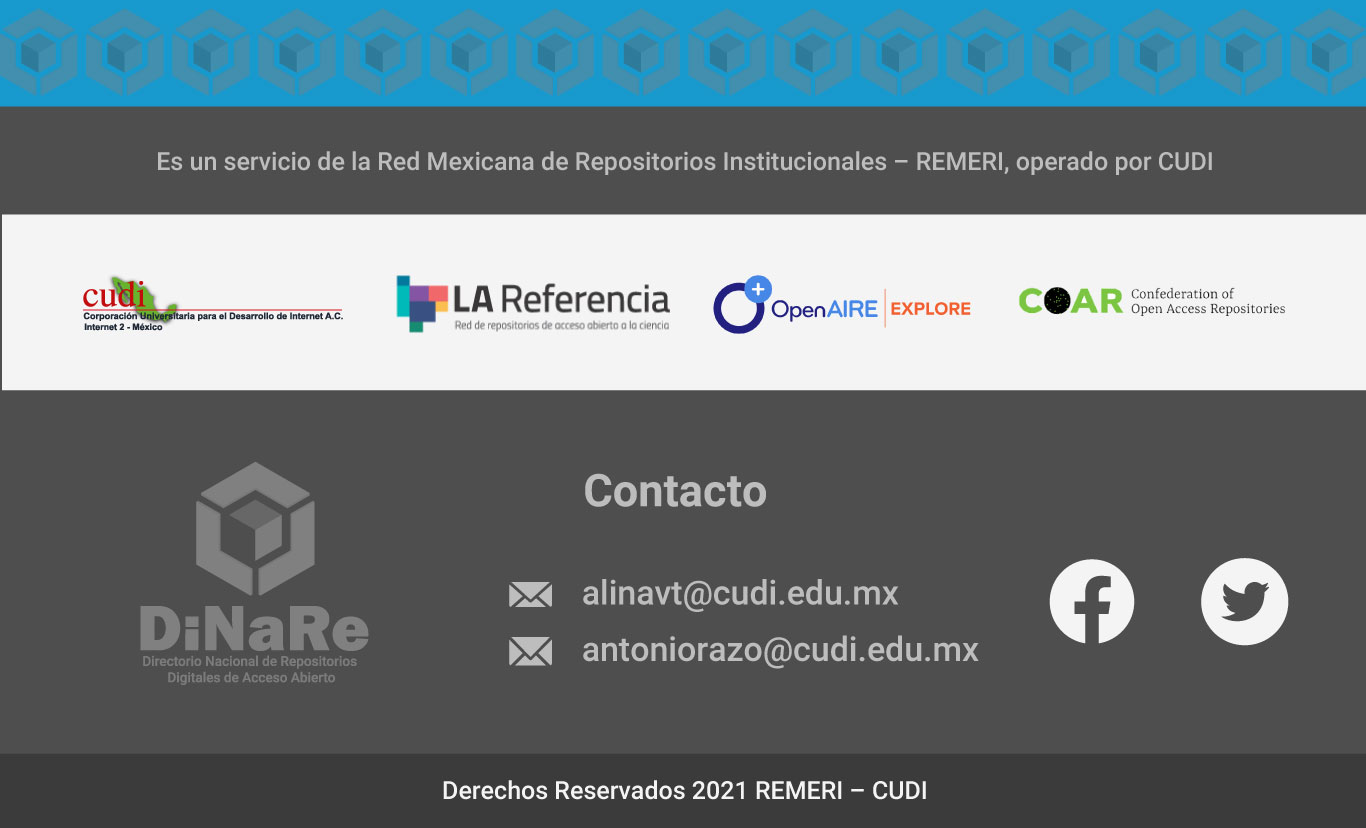 Es un servicio de la Red Mexicana de Repositorios Institucionales – REMERI, operado por CUDI
cudi
Corporación Universitaria para el Desarrollo de Internet A.C.
Internet 2 - México
LA Referencia
Red de repositorios de acceso abierto a la ciencia
OpenAIRE | EXPLORE
COAR
Confederation of
Open Access Repositories
DiNaRe
Directorio Nacional de Repositorios
Digitales de Acceso Abierto
Contacto
alinavt@cudi.edu.mx
antoniorazo@cudi.edu.mx
Derechos Reservados 2021 REMERI – CUDI